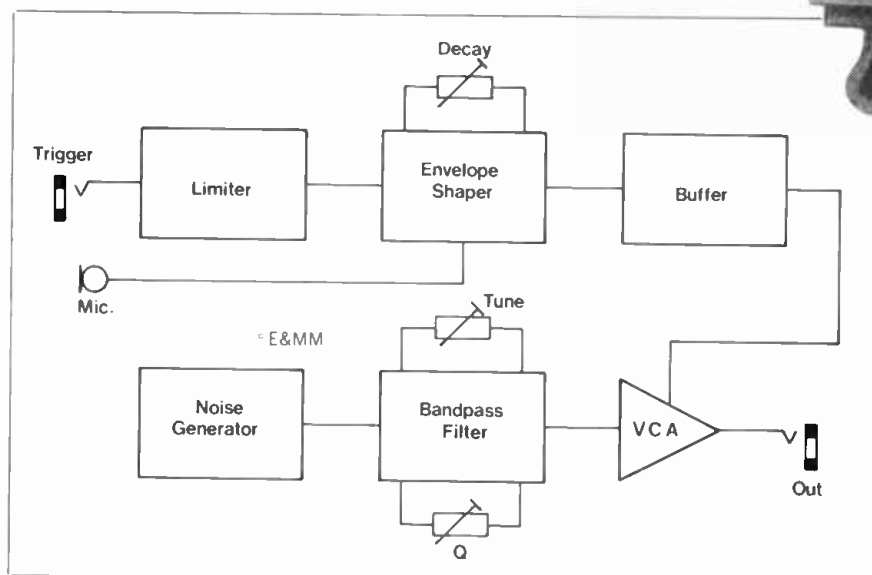 Decay
Trigger
Limiter
Envelope
Shaper
Buffer
Mic.
Tune
© E&MM
Noise
Generator
Bandpass
Filter
VCA
Out
Q